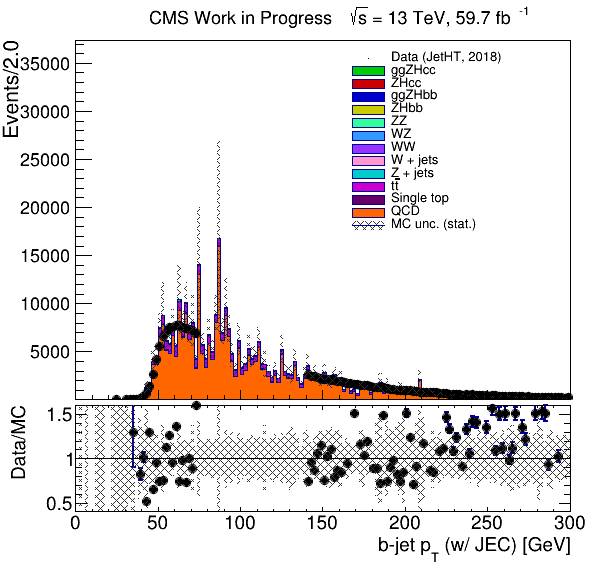 CMS Work in Progress √s = 13 TeV, 59.7 fb⁻¹
Events/2.0
35000
30000
25000
20000
15000
10000
5000
Data (JetHT, 2018)
ggZHcc
ZHcc
ggZHbb
ZHbb
ZZ
WZ
WW
W + jets
Z + jets
tt̄
Single top
QCD
MC unc. (stat.)
Data/MC
1.5
1
0.5
0 50 100 150 200 250 300
b-jet p_T (w/ JEC) [GeV]